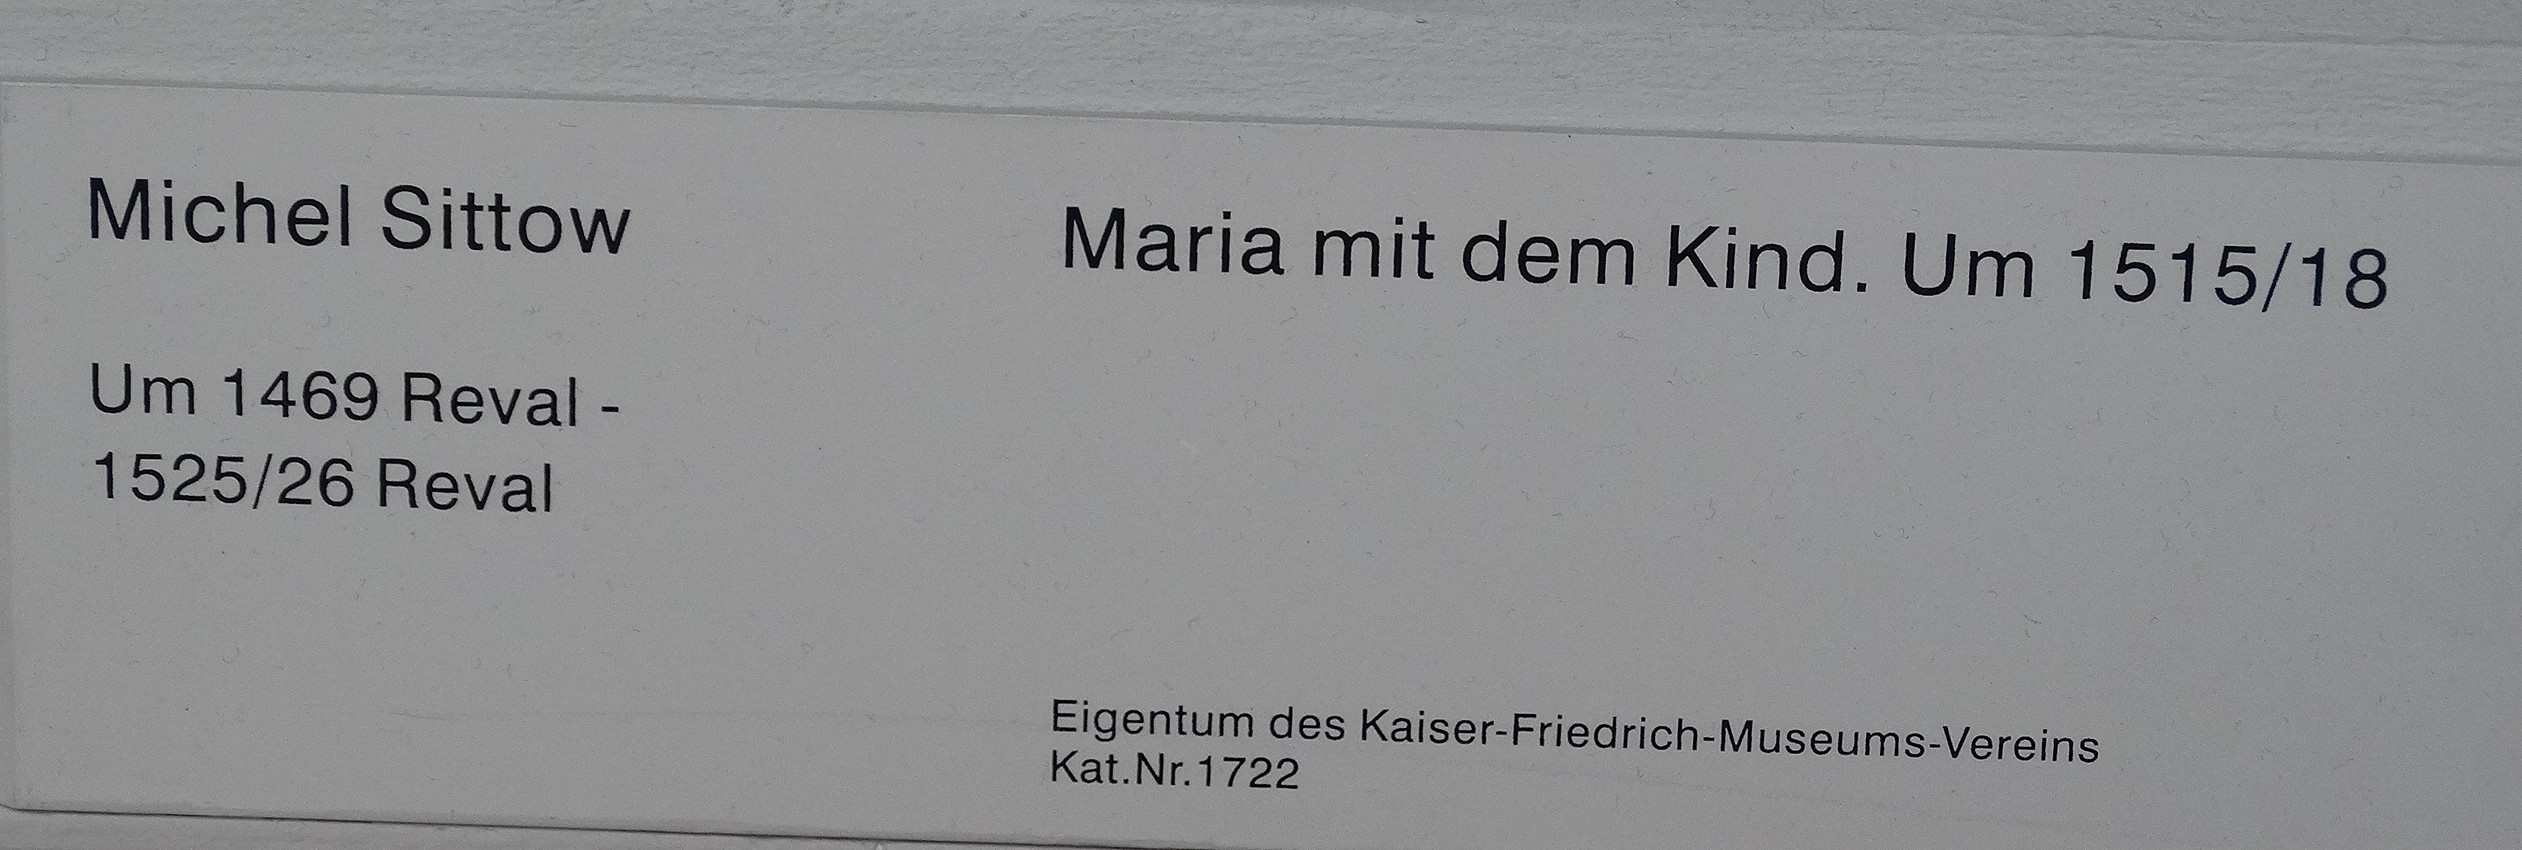 Michel Sittow
Um 1469 Reval -
1525/26 Reval
Maria mit dem Kind. Um 1515/18
Eigentum des Kaiser-Friedrich-Museums-Vereins
Kat.Nr.1722